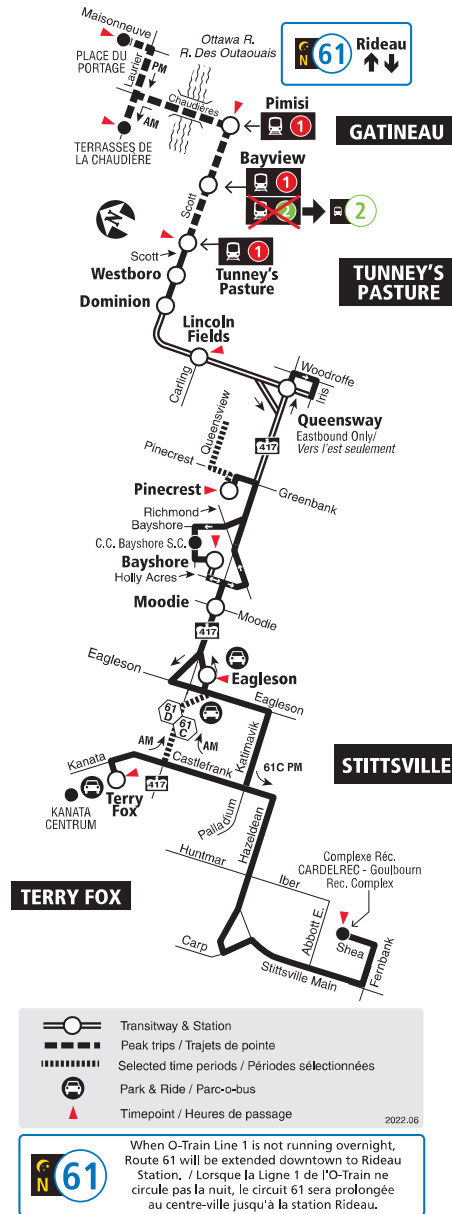 Maisonneuve
Ottawa R.
R. Des Outaouais
N 61 Rideau
PLACE DU
PORTAGE
Laurier
PM
AM
Chaudières
TERRASSES DE
LA CHAUDIÈRE
Pimisi
1
GATINEAU
Bayview
1
2
2
Scott
N
Scott
1
Tunney's
Pasture
Westboro
TUNNEY'S
PASTURE
Dominion
Lincoln
Fields
Carling
Woodroffe
Iris
Queensway
Eastbound Only/
Vers l'est seulement
417
Queensview
Pinecrest
Pinecrest
Greenbank
Richmond
Bayshore
C.C. Bayshore S.C.
Bayshore
Holly Acres
Moodie
Moodie
417
Eagleson
Eagleson
Eagleson
61
D
61
C
AM
AM
Katimavik
61C PM
STITTSVILLE
Kanata
Castlefrank
417
Terry
Fox
KANATA
CENTRUM
Palladium
Hazeldean
Huntmar
Iber
Complexe Réc.
CARDELREC - Goulbourn
Rec. Complex
TERRY FOX
Abbott E.
Shea
Carp
Stittsville Main
Fernbank
Transitway & Station
Peak trips / Trajets de pointe
Selected time periods / Périodes sélectionnées
Park & Ride / Parc-o-bus
Timepoint / Heures de passage
2022.06
N 61
When O-Train Line 1 is not running overnight,
Route 61 will be extended downtown to Rideau
Station. / Lorsque la Ligne 1 de l'O-Train ne
circule pas la nuit, le circuit 61 sera prolongée
au centre-ville jusqu'à la station Rideau.